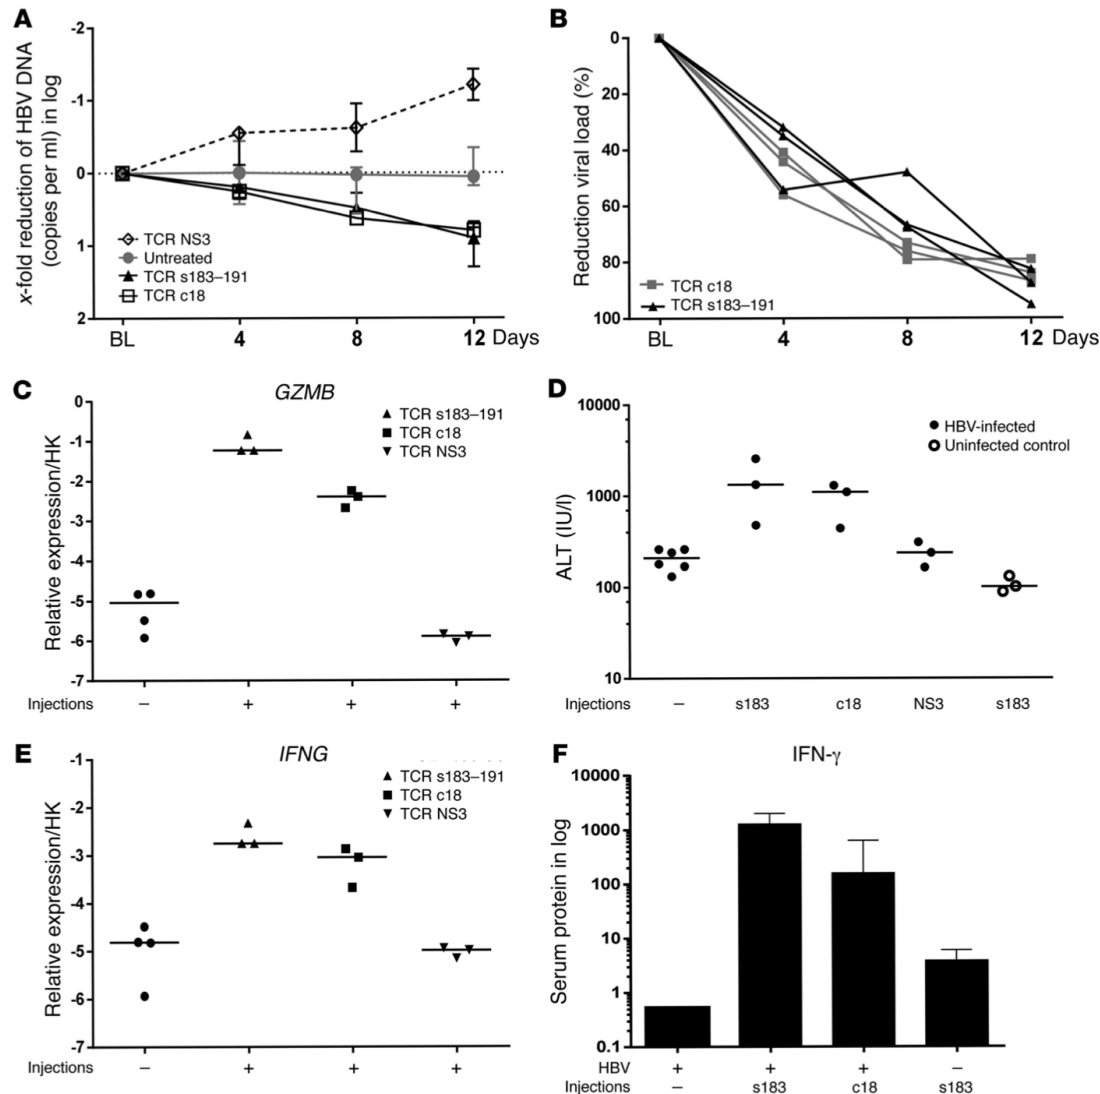 A
x-fold reduction of HBV DNA
(copies per ml) in log
-2
-1
0
1
2
TCR NS3
Untreated
TCR s183–191
TCR c18
BL
4
8
12
Days
B
Reduction viral load (%)
0
20
40
60
80
100
TCR c18
TCR s183–191
BL
4
8
12
Days
C
GZMB
Relative expression/HK
0
-1
-2
-3
-4
-5
-6
-7
TCR s183–191
TCR c18
TCR NS3
Injections – + + +
D
ALT (IU/l)
10000
1000
100
10
HBV-infected
Uninfected control
Injections – s183 c18 NS3 s183
E
IFNG
Relative expression/HK
-1
-2
-3
-4
-5
-6
-7
TCR s183–191
TCR c18
TCR NS3
Injections – + + +
F
IFN-γ
Serum protein in log
10000
1000
100
10
1
0.1
HBV + + + –
Injections – s183 c18 s183